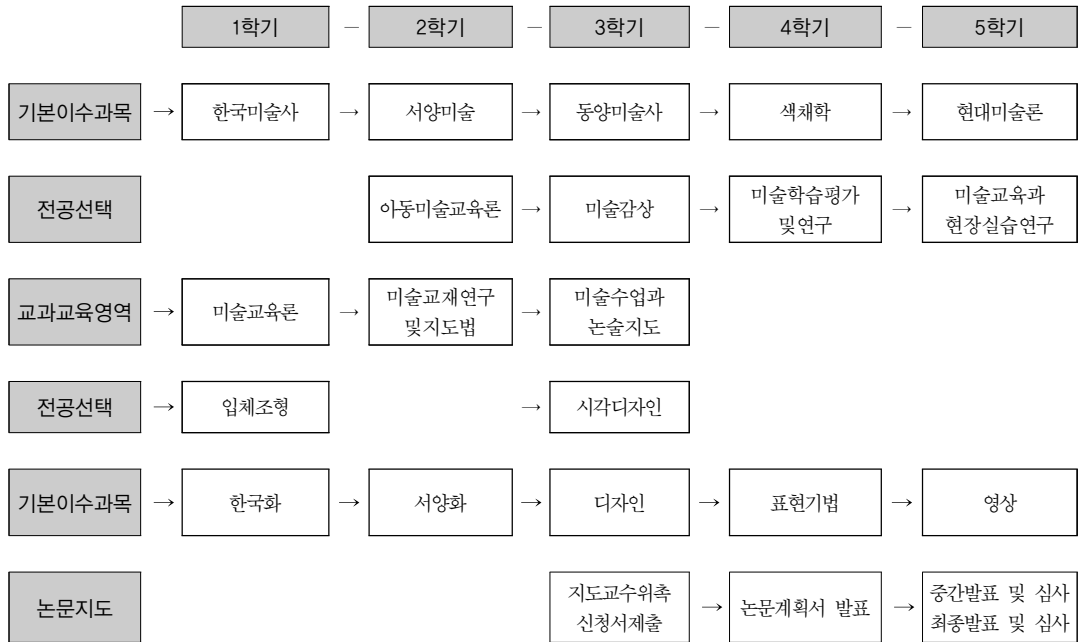 1학기 － 2학기 － 3학기 － 4학기 － 5학기
기본이수과목 → 한국미술사 → 서양미술 → 동양미술사 → 색채학 → 현대미술론
전공선택 아동미술교육론 → 미술감상 → 미술학습평가 및연구 → 미술교육과 현장실습연구
교과교육영역 → 미술교육론 → 미술교재연구 및지도법 → 미술수업과 논술지도
전공선택 → 입체조형 → 시각디자인
기본이수과목 → 한국화 → 서양화 → 디자인 → 표현기법 → 영상
논문지도 지도교수위촉 신청서제출 → 논문계획서 발표 → 중간발표 및 심사 최종발표 및 심사